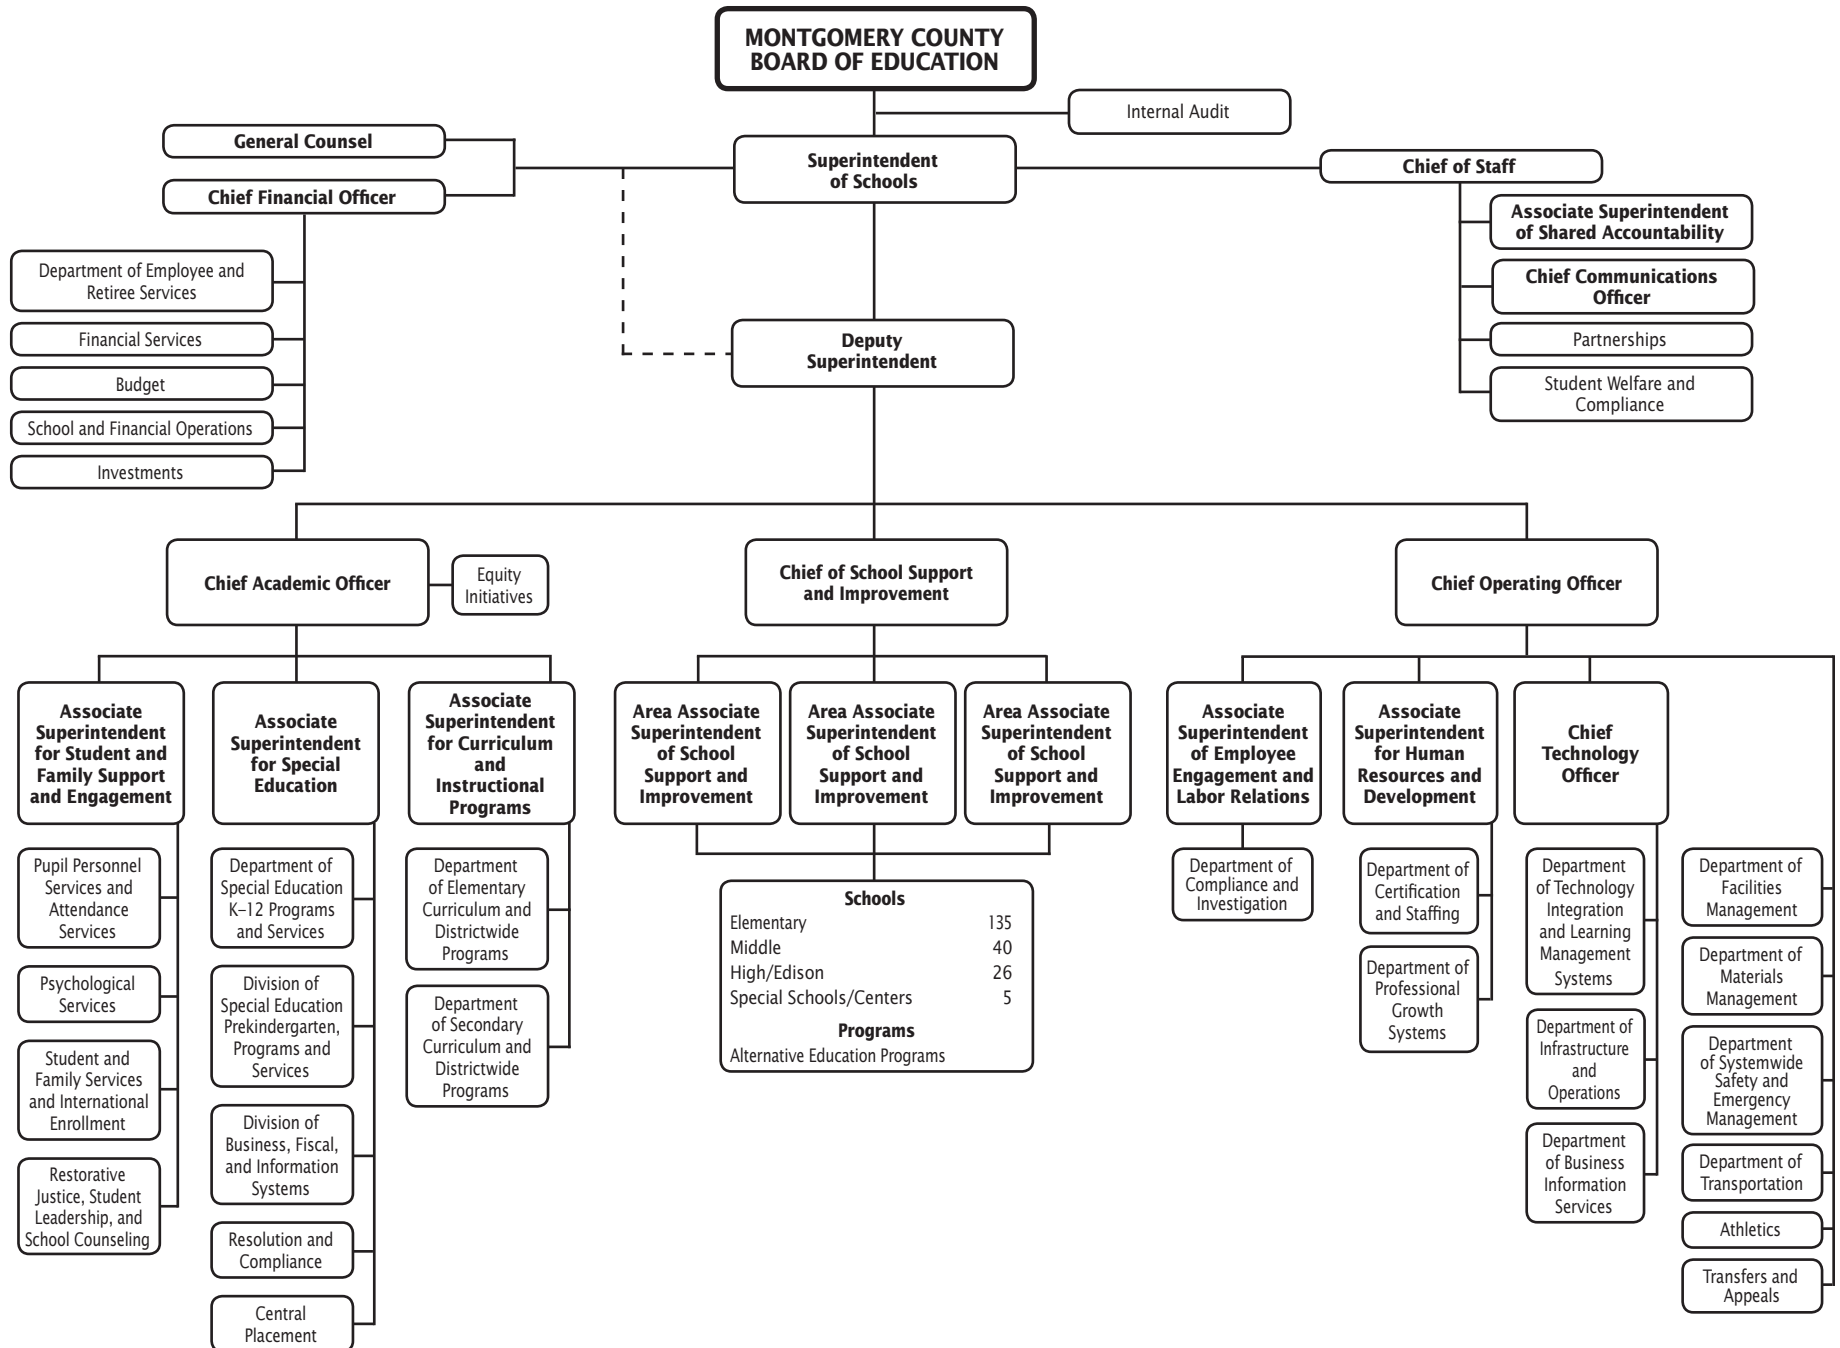 MONTGOMERY COUNTY
BOARD OF EDUCATION
Internal Audit
General Counsel
Superintendent
of Schools
Chief of Staff
Chief Financial Officer
Associate Superintendent
of Shared Accountability
Department of Employee and
Retiree Services
Chief Communications
Officer
Financial Services
Deputy
Superintendent
Partnerships
Budget
Student Welfare and
Compliance
School and Financial Operations
Investments
Chief Academic Officer
Equity
Initiatives
Chief of School Support
and Improvement
Chief Operating Officer
Associate
Superintendent
for Student and
Family Support
and Engagement
Associate
Superintendent
for Special
Education
Associate
Superintendent
for Curriculum
and
Instructional
Programs
Area Associate
Superintendent
of School
Support and
Improvement
Area Associate
Superintendent
of School
Support and
Improvement
Area Associate
Superintendent
of School
Support and
Improvement
Associate
Superintendent
of Employee
Engagement and
Labor Relations
Associate
Superintendent
for Human
Resources and
Development
Chief
Technology
Officer
Pupil Personnel
Services and
Attendance
Services
Psychological
Services
Student and
Family Services
and International
Enrollment
Restorative
Justice, Student
Leadership, and
School Counseling
Department of
Special Education
K–12 Programs
and Services
Division of
Special Education
Prekindergarten,
Programs and
Services
Division of
Business, Fiscal,
and Information
Systems
Resolution and
Compliance
Central
Placement
Department
of Elementary
Curriculum and
Districtwide
Programs
Department
of Secondary
Curriculum and
Districtwide
Programs
Schools
Elementary 135
Middle 40
High/Edison 26
Special Schools/Centers 5
Programs
Alternative Education Programs
Department of
Compliance and
Investigation
Department of
Certification
and Staffing
Department of
Professional
Growth
Systems
Department
of Technology
Integration
and Learning
Management
Systems
Department of
Infrastructure
and
Operations
Department
of Business
Information
Services
Department of
Facilities
Management
Department of
Materials
Management
Department
of Systemwide
Safety and
Emergency
Management
Department of
Transportation
Athletics
Transfers and
Appeals